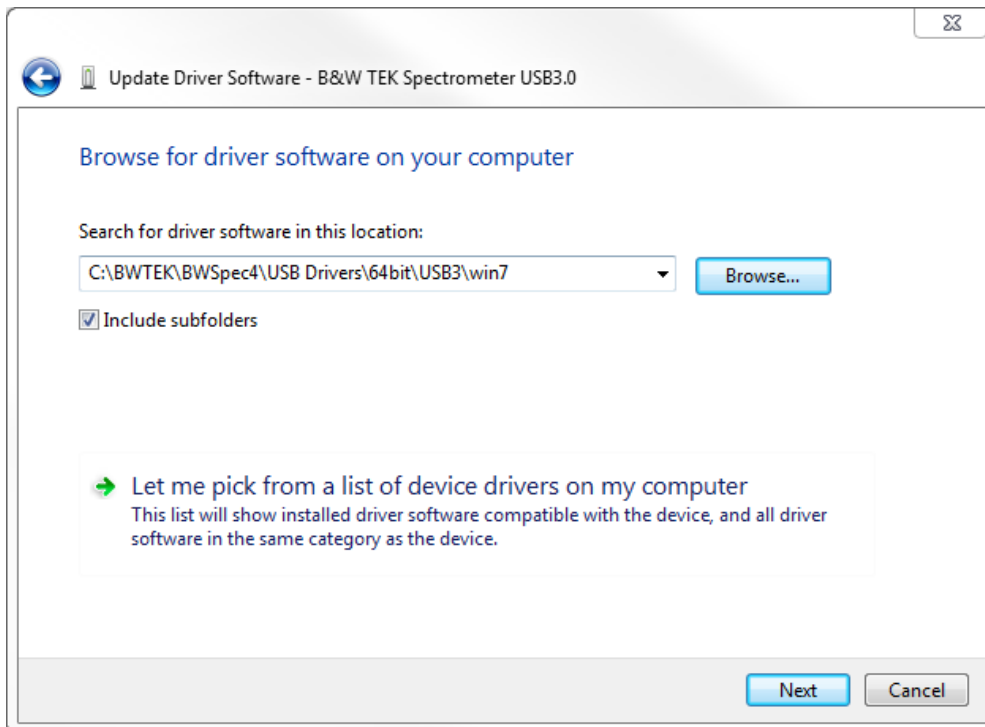 Update Driver Software - B&W TEK Spectrometer USB3.0
Browse for driver software on your computer
Search for driver software in this location:
C:\BWTEK\BWSpec4\USB Drivers\64bit\USB3\win7
Browse...
Include subfolders
Let me pick from a list of device drivers on my computer
This list will show installed driver software compatible with the device, and all driver
software in the same category as the device.
Next
Cancel